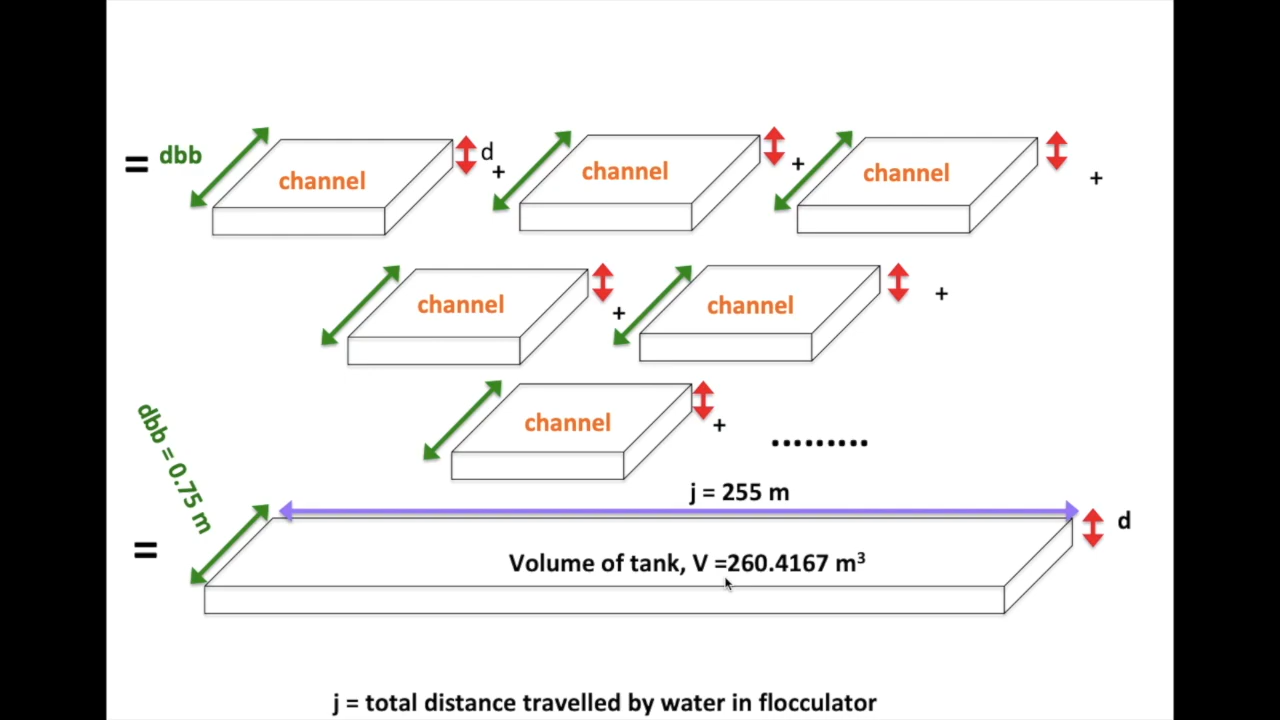 = dbb channel d + channel + channel +
channel + channel +
channel + .........
dbb = 0.75 m
j = 255 m
= d
Volume of tank, V =260.4167 m³
j = total distance travelled by water in flocculator